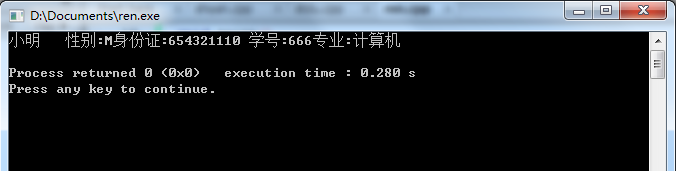 D:\Documents\ren.exe
小明   性别:M身份证:654321110 学号:666专业:计算机
Process returned 0 (0x0)   execution time : 0.280 s
Press any key to continue.